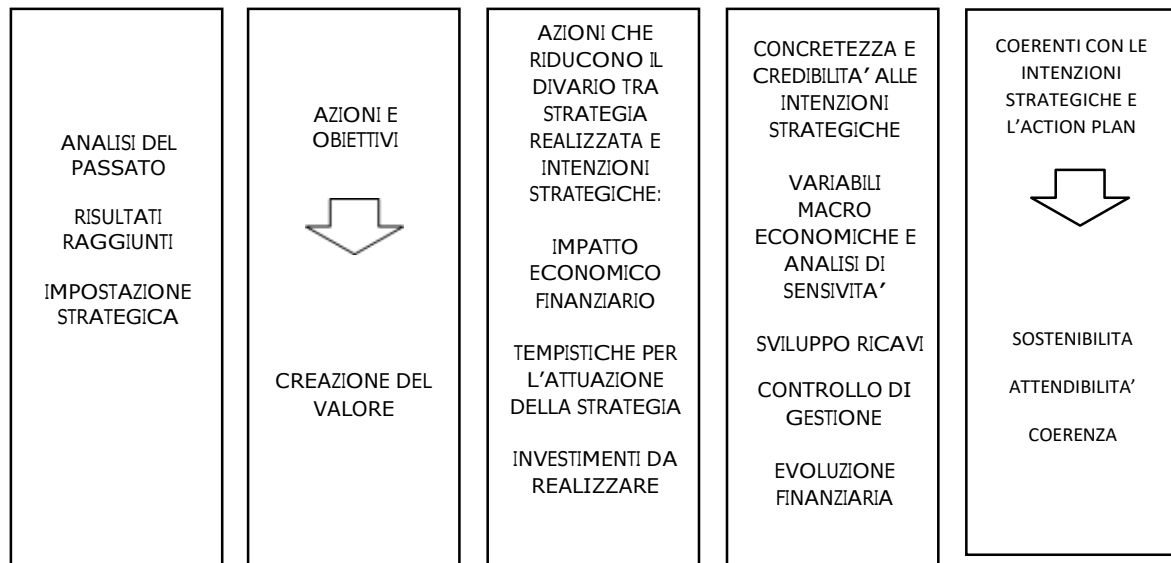 ANALISI DEL
PASSATO
RISULTATI
RAGGIUNTI
IMPOSTAZIONE
STRATEGICA
AZIONI E
OBIETTIVI
CREAZIONE DEL
VALORE
AZIONI CHE
RIDUCONO IL
DIVARIO TRA
STRATEGIA
REALIZZATA E
INTENZIONI
STRATEGICHE:
IMPATTO
ECONOMICO
FINANZIARIO
TEMPISTICHE PER
L'ATTUAZIONE
DELLA STRATEGIA
INVESTIMENTI DA
REALIZZARE
CONCRETEZZA E
CREDIBILITA' ALLE
INTENZIONI
STRATEGICHE
VARIABILI
MACRO
ECONOMICHE E
ANALISI DI
SENSIVITA'
SVILUPPO RICAVI
CONTROLLO DI
GESTIONE
EVOLUZIONE
FINANZIARIA
COERENTI CON LE
INTENZIONI
STRATEGICHE E
L'ACTION PLAN
SOSTENIBILITA
ATTENDIBILITA'
COERENZA